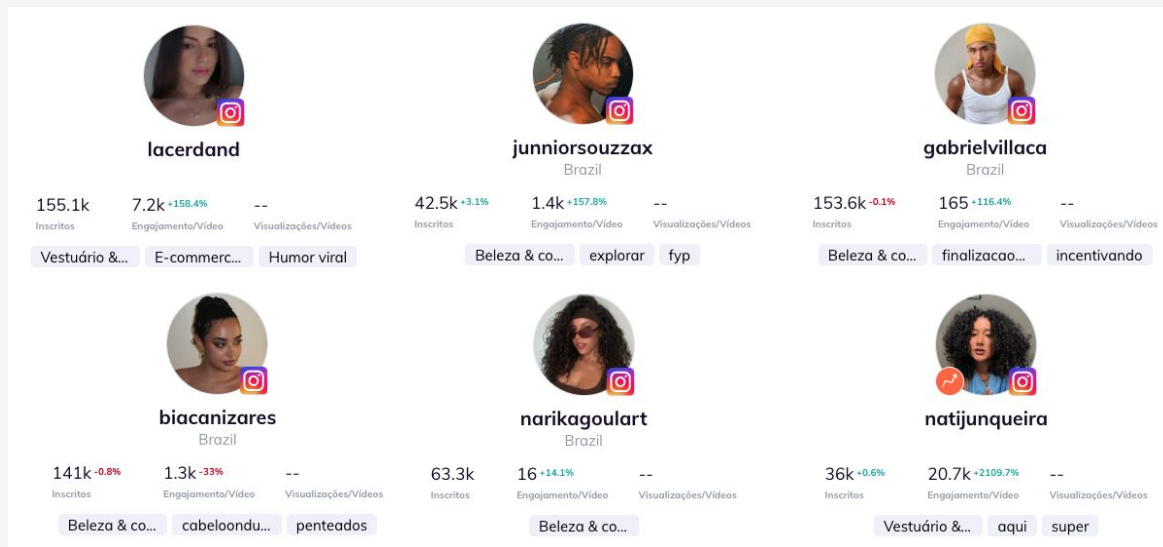 lacerdand
155.1k 7.2k +158.4% --
Inscritos Engajamento/Vídeo Visualizações/Vídeos
Vestuário &... E-commerc... Humor viral
junniorsouzzax
Brazil
42.5k +3.1% 1.4k +157.8% --
Inscritos Engajamento/Vídeo Visualizações/Vídeos
Beleza & co... explorar fyp
gabrielvillaca
Brazil
153.6k -0.1% 165 +116.4% --
Inscritos Engajamento/Vídeo Visualizações/Vídeos
Beleza & co... finalizacao... incentivando
biacanizares
Brazil
141k -0.8% 1.3k -33% --
Inscritos Engajamento/Vídeo Visualizações/Vídeos
Beleza & co... cabeloondu... penteados
narikagoulart
Brazil
63.3k 16 +14.1% --
Inscritos Engajamento/Vídeo Visualizações/Vídeos
Beleza & co...
natijunqueira
36k +0.6% 20.7k +2109.7% --
Inscritos Engajamento/Vídeo Visualizações/Vídeos
Vestuário &... aqui super